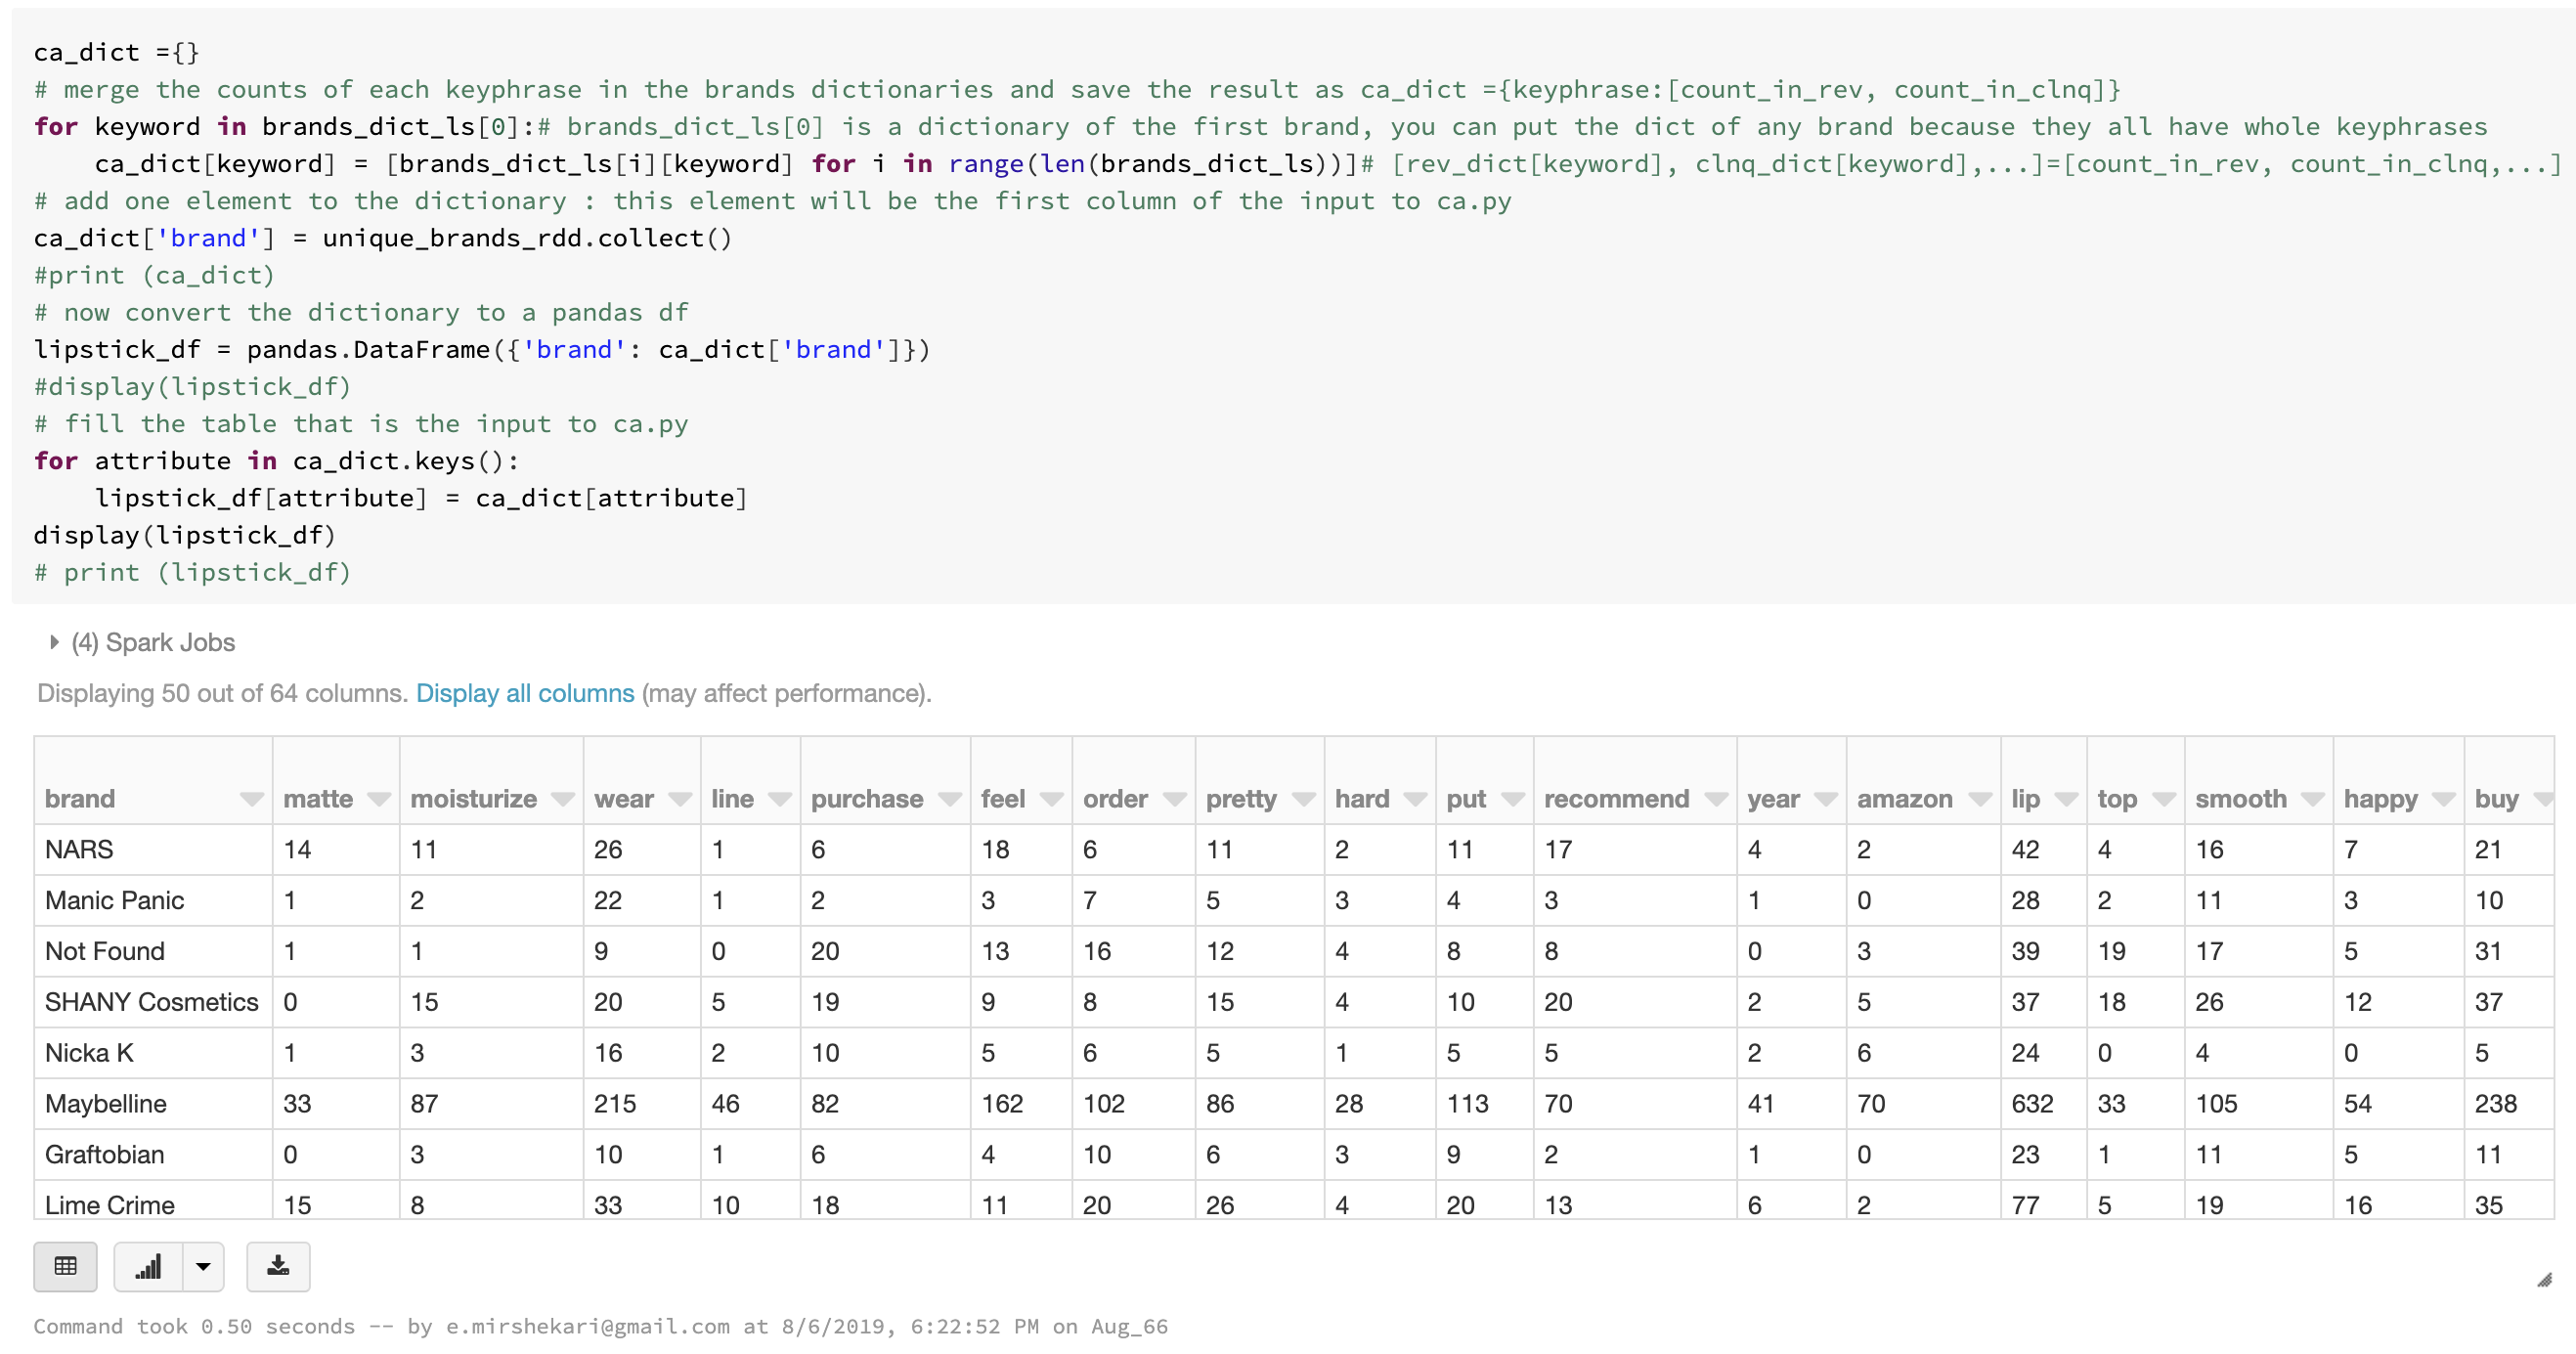 ca_dict ={}
# merge the counts of each keyphrase in the brands dictionaries and save the result as ca_dict ={keyphrase:[count_in_rev, count_in_clnq]}
for keyword in brands_dict_ls[0]:# brands_dict_ls[0] is a dictionary of the first brand, you can put the dict of any brand because they all have whole keyphrases
    ca_dict[keyword] = [brands_dict_ls[i][keyword] for i in range(len(brands_dict_ls))]# [rev_dict[keyword], clnq_dict[keyword],...]=[count_in_rev, count_in_clnq,...]
# add one element to the dictionary : this element will be the first column of the input to ca.py
ca_dict['brand'] = unique_brands_rdd.collect()
#print (ca_dict)
# now convert the dictionary to a pandas df
lipstick_df = pandas.DataFrame({'brand': ca_dict['brand']})
#display(lipstick_df)
# fill the table that is the input to ca.py
for attribute in ca_dict.keys():
    lipstick_df[attribute] = ca_dict[attribute]
display(lipstick_df)
# print (lipstick_df)
(4) Spark Jobs
Displaying 50 out of 64 columns. Display all columns (may affect performance).
brand matte moisturize wear line purchase feel order pretty hard put recommend year amazon lip top smooth happy buy
NARS 14 11 26 1 6 18 6 11 2 11 17 4 2 42 4 16 7 21
Manic Panic 1 2 22 1 2 3 7 5 3 4 3 1 0 28 2 11 3 10
Not Found 1 1 9 0 20 13 16 12 4 8 8 0 3 39 19 17 5 31
SHANY Cosmetics 0 15 20 5 19 9 8 15 4 10 20 2 5 37 18 26 12 37
Nicka K 1 3 16 2 10 5 6 5 1 5 5 2 6 24 0 4 0 5
Maybelline 33 87 215 46 82 162 102 86 28 113 70 41 70 632 33 105 54 238
Graftobian 0 3 10 1 6 4 10 6 3 9 2 1 0 23 1 11 5 11
Lime Crime 15 8 33 10 18 11 20 26 4 20 13 6 2 77 5 19 16 35
Command took 0.50 seconds -- by e.mirshekari@gmail.com at 8/6/2019, 6:22:52 PM on Aug_66